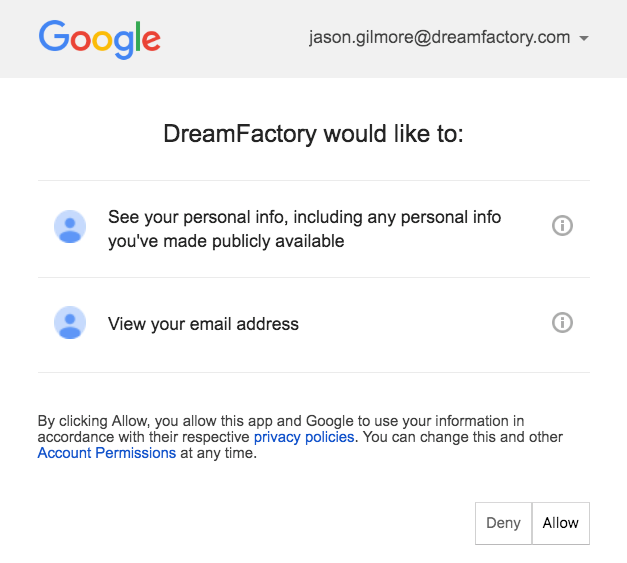 Google
jason.gilmore@dreamfactory.com
DreamFactory would like to:
See your personal info, including any personal info
you've made publicly available
View your email address
By clicking Allow, you allow this app and Google to use your information in
accordance with their respective privacy policies. You can change this and other
Account Permissions at any time.
Deny Allow